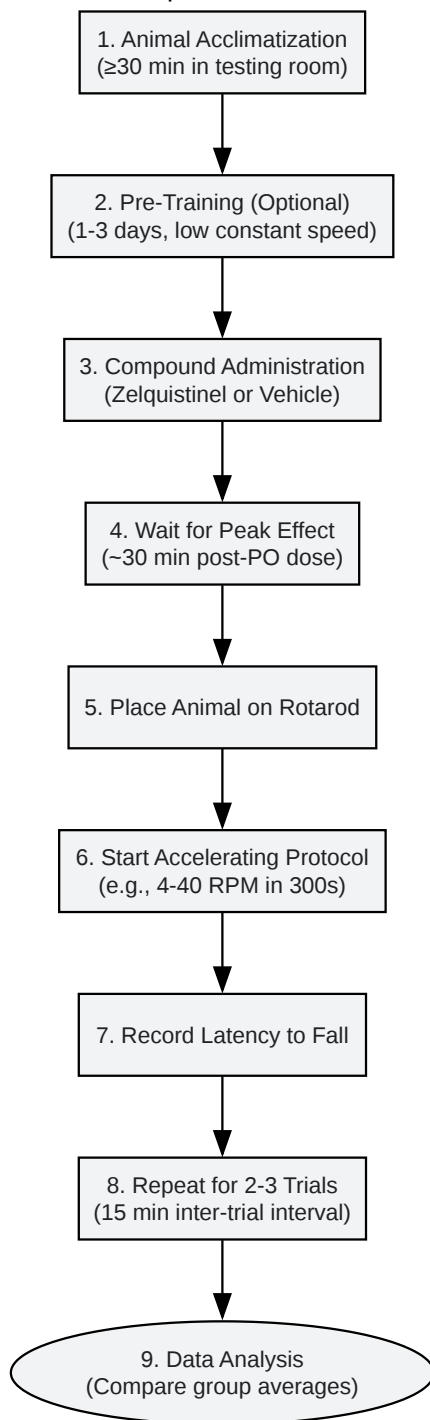 1. Animal Acclimatization
(≥30 min in testing room)
2. Pre-Training (Optional)
(1-3 days, low constant speed)
3. Compound Administration
(Zelquistinel or Vehicle)
4. Wait for Peak Effect
(~30 min post-PO dose)
5. Place Animal on Rotarod
6. Start Accelerating Protocol
(e.g., 4-40 RPM in 300s)
7. Record Latency to Fall
8. Repeat for 2-3 Trials
(15 min inter-trial interval)
9. Data Analysis
(Compare group averages)